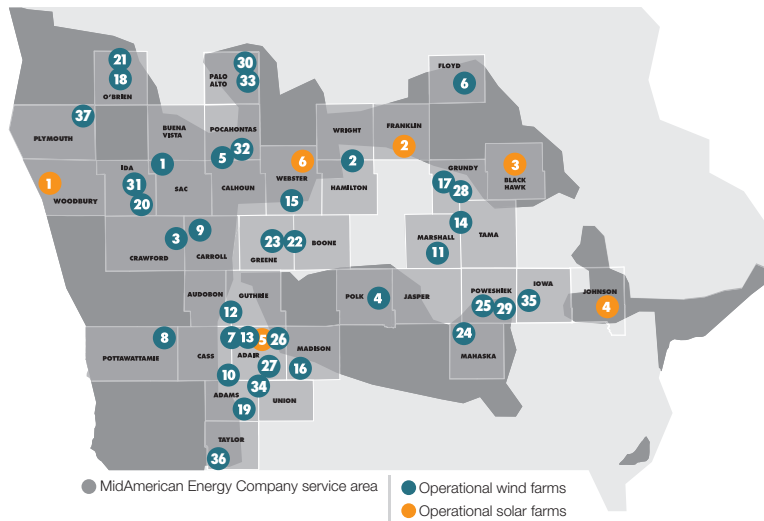 21
30
18
O'BRIEN
PALO
ALTO
33
FLOYD
6
37
PLYMOUTH
BUENA
VISTA
POCAHONTAS
WRIGHT
FRANKLIN
2
32
5
1
6
2
GRUNDY
3
BLACK
HAWK
1
WOODBURY
IDA
31
20
SAC
CALHOUN
WEBSTER
15
HAMILTON
17
28
14
TAMA
MARSHALL
11
3
9
CRAWFORD
CARROLL
23
22
GREENE
BOONE
AUDOBON
GUTHRIE
12
POLK
4
JASPER
POWESHIEK
25
29
IOWA
35
JOHNSON
4
24
MAHASKA
8
POTTAWATTAMIE
CASS
7
13
5
26
ADAIR
MADISON
27
16
10
34
ADAMS
19
UNION
TAYLOR
36
MidAmerican Energy Company service area
Operational wind farms
Operational solar farms